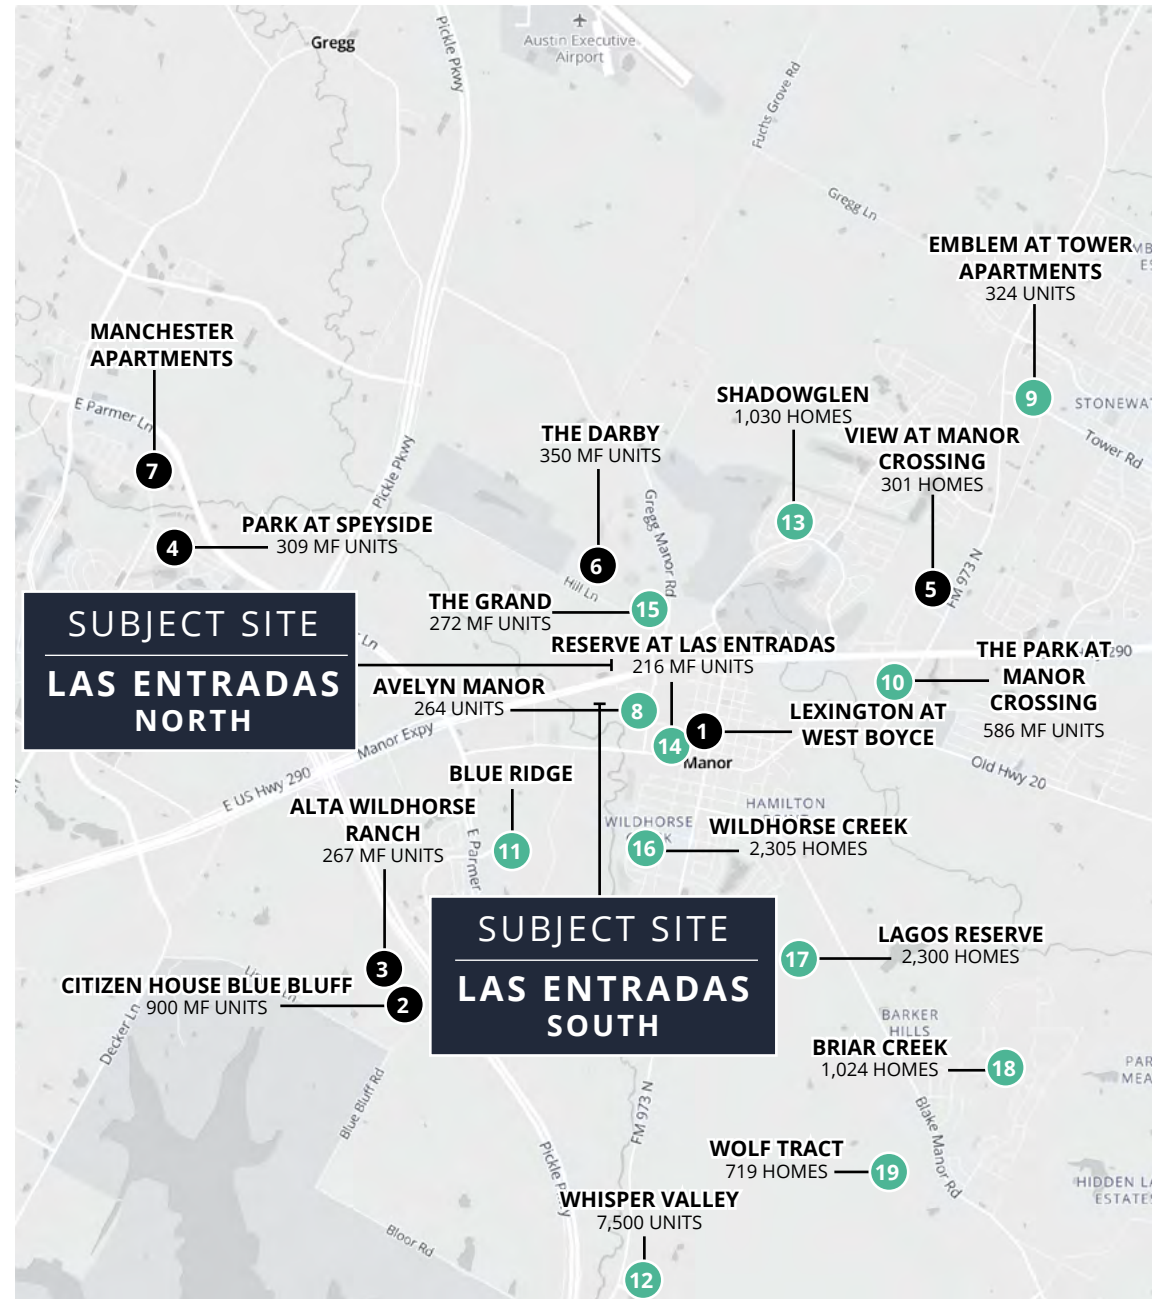 Gregg
Pickle Pkwy
Austin Executive
Airport
Fuchs Grove Rd
Gregg Ln
EMBLEM AT TOWER
APARTMENTS
324 UNITS
9
STONEWAT
Tower Rd
MANCHESTER
APARTMENTS
7
E Parmer Ln
Pickle Pkwy
SHADOWGLEN
1,030 HOMES
13
VIEW AT MANOR
CROSSING
301 HOMES
5
FM 973 N
THE DARBY
350 MF UNITS
6
Gregg Manor Rd
Hill Ln
PARK AT SPEYSIDE
309 MF UNITS
4
THE GRAND
272 MF UNITS
15
SUBJECT SITE
LAS ENTRADAS
NORTH
Ln
RESERVE AT LAS ENTRADAS
216 MF UNITS
14
290
THE PARK AT
MANOR
CROSSING
586 MF UNITS
10
AVELYN MANOR
264 UNITS
8
LEXINGTON AT
WEST BOYCE
1
Manor
Manor Expy
E US Hwy 290
Old Hwy 20
BLUE RIDGE
11
E Parmer
ALTA WILDHORSE
RANCH
267 MF UNITS
3
HAMILTON
WILDHORSE
WILDHORSE CREEK
2,305 HOMES
16
SUBJECT SITE
LAS ENTRADAS
SOUTH
LAGOS RESERVE
2,300 HOMES
17
CITIZEN HOUSE BLUE BLUFF
900 MF UNITS
2
Decker Ln
BARKER
HILLS
BRIAR CREEK
1,024 HOMES
18
PAR
MEA
Blue Bluff Rd
FM 973 N
Blake Manor Rd
WOLF TRACT
719 HOMES
19
HIDDEN LA
ESTATES
WHISPER VALLEY
7,500 UNITS
12
Bloor Rd